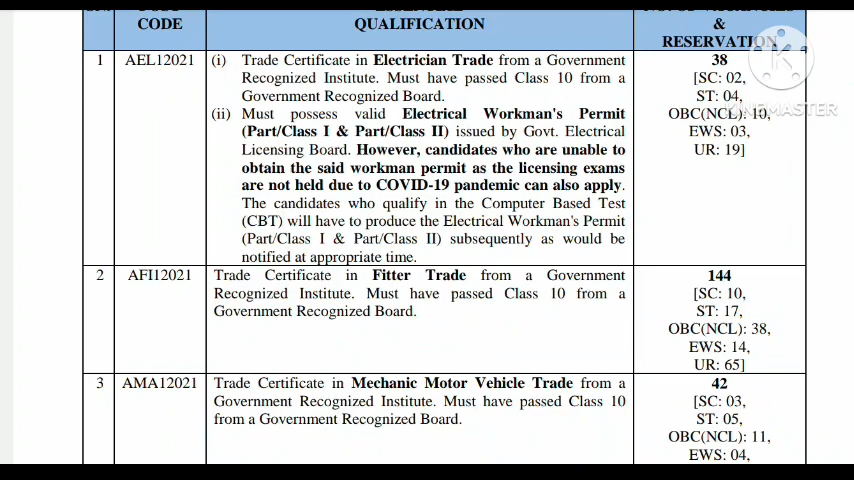 CODE
QUALIFICATION
&
RESERVATION
1 AEL12021 (i) Trade Certificate in Electrician Trade from a Government 38
Recognized Institute. Must have passed Class 10 from a [SC: 02,
Government Recognized Board. ST: 04,
(ii) Must possess valid Electrical Workman's Permit OBC(NCL): 10,
(Part/Class I & Part/Class II) issued by Govt. Electrical EWS: 03,
Licensing Board. However, candidates who are unable to UR: 19]
obtain the said workman permit as the licensing exams
are not held due to COVID-19 pandemic can also apply.
The candidates who qualify in the Computer Based Test
(CBT) will have to produce the Electrical Workman's Permit
(Part/Class I & Part/Class II) subsequently as would be
notified at appropriate time.
2 AFI12021 Trade Certificate in Fitter Trade from a Government 144
Recognized Institute. Must have passed Class 10 from a [SC: 10,
Government Recognized Board. ST: 17,
OBC(NCL): 38,
EWS: 14,
UR: 65]
3 AMA12021 Trade Certificate in Mechanic Motor Vehicle Trade from a 42
Government Recognized Institute. Must have passed Class 10 [SC: 03,
from a Government Recognized Board. ST: 05,
OBC(NCL): 11,
EWS: 04,
KINEMASTER